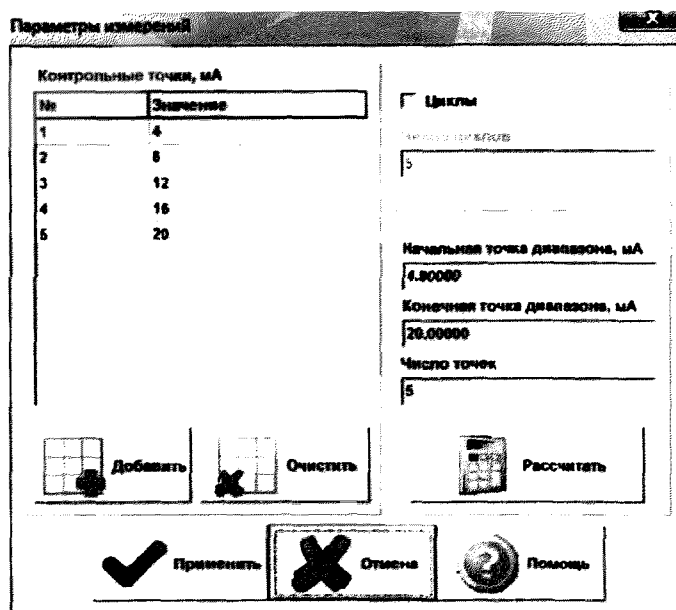 Параметры измерений
Контрольные точки, мА
№ Значение
1 4
2 8
3 12
4 16
5 20
Добавить
Очистить
Циклы
Число циклов
5
Начальная точка диапазона, мА
4.00000
Конечная точка диапазона, мА
20.00000
Число точек
5
Рассчитать
Применить
Отмена
Помощь